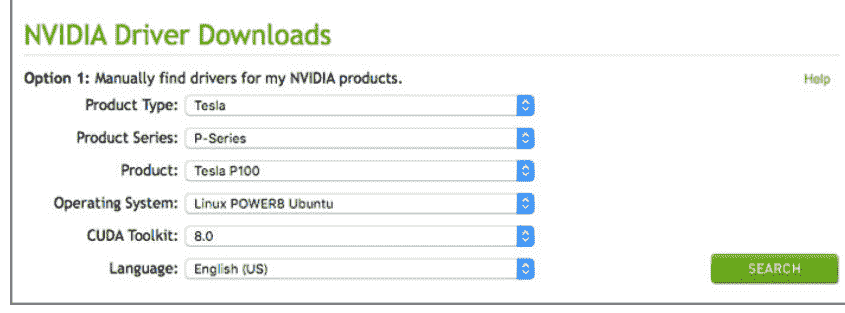 NVIDIA Driver Downloads
Option 1: Manually find drivers for my NVIDIA products. Help
Product Type: Tesla
Product Series: P-Series
Product: Tesla P100
Operating System: Linux POWER8 Ubuntu
CUDA Toolkit: 8.0
Language: English (US)
SEARCH